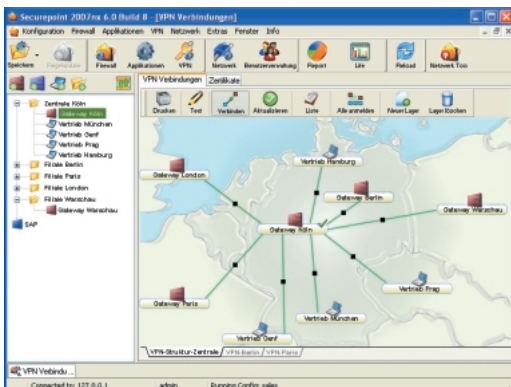 Securepoint 2007nx 6.0 Build 8 - [VPN Verbindungen]
Konfiguration Firewall Applikationen VPN Netzwerk Extras Fenster Info
Speichern Firewall Applikationen VPN Netzwerk Benutzerverwaltung Report Live Reload Netzwerk Tools
VPN Verbindungen Zertifikate
Drucken Text Verbinden Aktualisieren Liste Alle anmelden Neuer Layer Layer löschen
Zentrale Köln
Gateway Köln
Vertrieb München
Vertrieb Genf
Vertrieb Prag
Vertrieb Hamburg
Filiale Berlin
Filiale Paris
Filiale London
Filiale Warschau
Gateway Warschau
SAP
Vertrieb Hamburg
Gateway London
Gateway Berlin
Gateway Warschau
Gateway Köln
Vertrieb Prag
Gateway Paris
Vertrieb München
Vertrieb Genf
VPN-Struktur-Zentrale VPN-Berlin VPN-Paris
VPN Verbindu ...
Connected to: 127.0.0.1 admin Running Config: sales